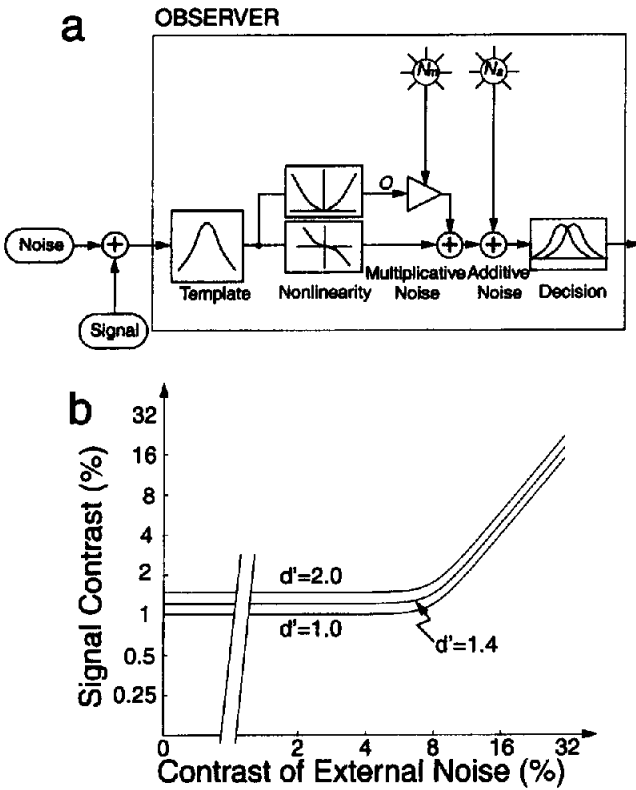 a
OBSERVER
Nm
Na
O
Noise
+
+
+
Multiplicative Additive
Template
Nonlinearity
Noise
Noise
Decision
Signal
b
Signal Contrast (%)
32
16
8
4
2
1
0.5
0.25
d'=2.0
d'=1.0
d'=1.4
0
2
4
8
16
32
Contrast of External Noise (%)